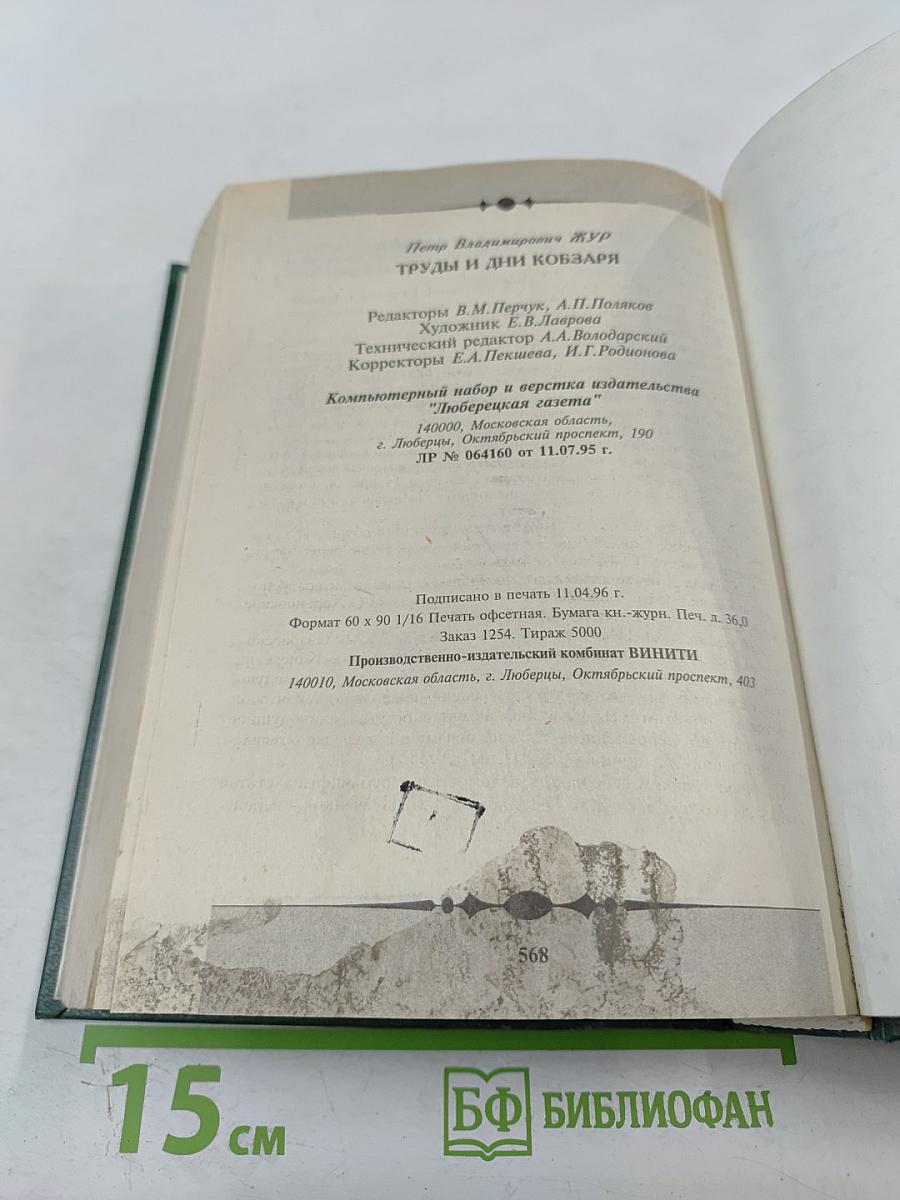 Петр Владимирович ЖУР
ТРУДЫ И ДНИ КОБЗАРЯ
Редакторы В.М.Перчук, А.П.Поляков
Художник Е.В.Лаврова
Технический редактор А.А.Володарский
Корректоры Е.А.Пекшева, И.Г.Родионова
Компьютерный набор и верстка издательства
"Люберецкая газета"
140000, Московская область,
г. Люберцы, Октябрьский проспект, 190
ЛР № 064160 от 11.07.95 г.
Подписано в печать 11.04.96 г.
Формат 60 х 90 1/16 Печать офсетная. Бумага кн.-журн. Печ. л. 36,0
Заказ 1254. Тираж 5000
Производственно-издательский комбинат ВИНИТИ
140010, Московская область, г. Люберцы, Октябрьский проспект, 403
568
15 см
БФ БИБЛИОФАН